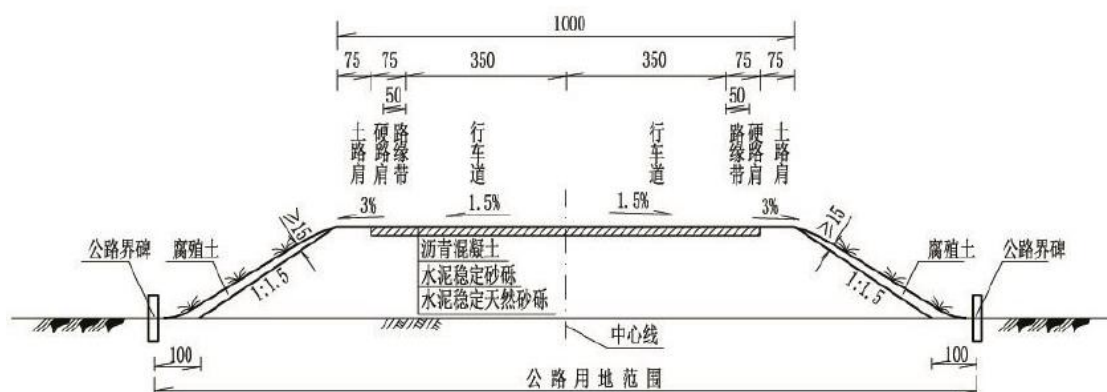 1000
75 75 350 350 75 75
50 50
土路肩 硬路肩 路缘带 行车道 行车道 路缘带 硬路肩 土路肩
3% 1.5% 1.5% 3%
≥15 ≥15
公路界碑 腐殖土 1:1.5 沥青混凝土 1:1.5 腐殖土 公路界碑
水泥稳定砂砾
水泥稳定天然砂砾
中心线
100 100
公路用地范围